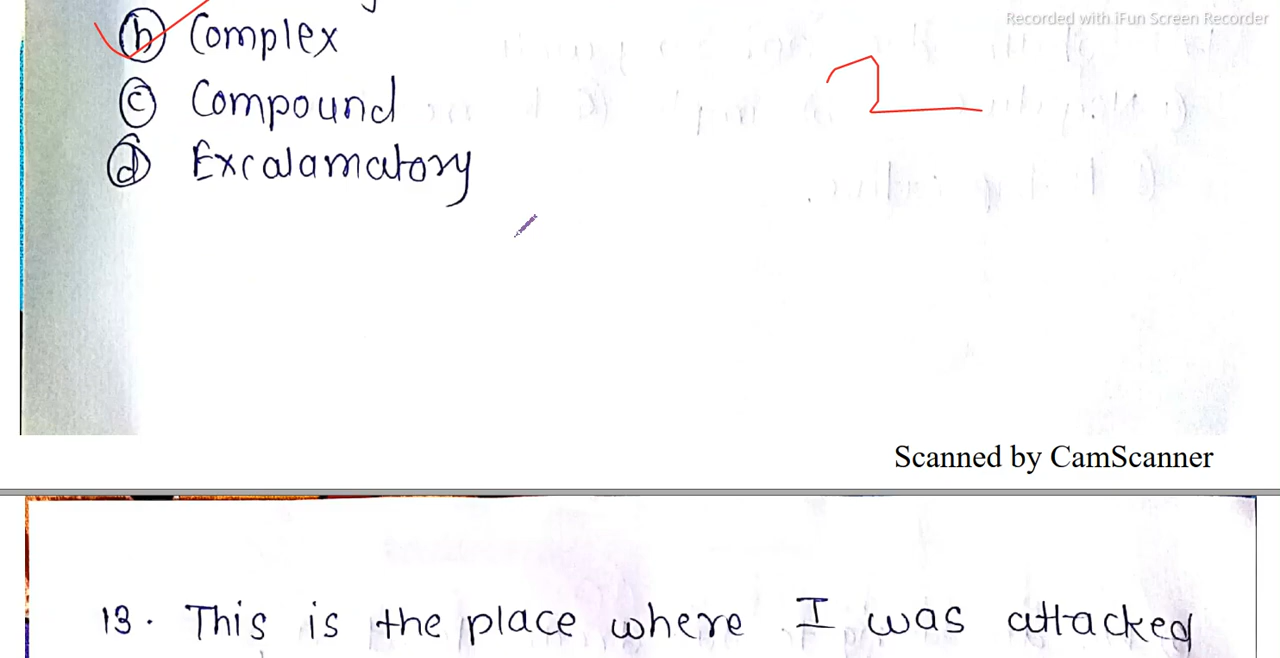 Recorded with iFun Screen Recorder
(b) Complex
(c) Compound
(d) Excalamatory
Scanned by CamScanner
13. This is the place where I was attacked